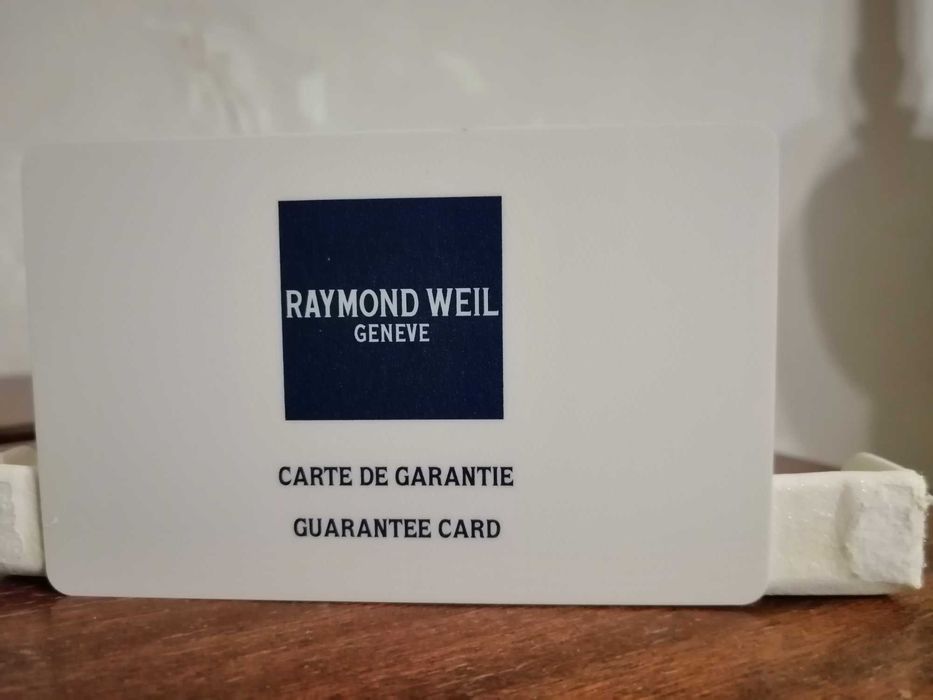 RAYMOND WEIL
GENEVE
CARTE DE GARANTIE
GUARANTEE CARD